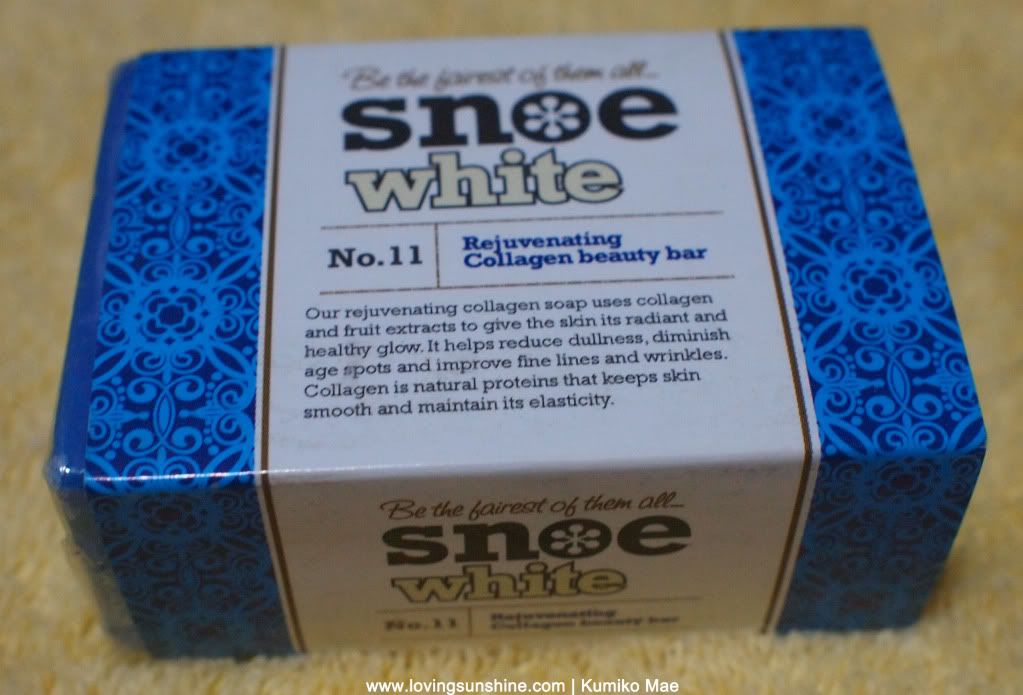 Be the fairest of them all...
snoe
white
No.11
Rejuvenating
Collagen beauty bar
Our rejuvenating collagen soap uses collagen
and fruit extracts to give the skin its radiant and
healthy glow. It helps reduce dullness, diminish
age spots and improve fine lines and wrinkles.
Collagen is natural proteins that keeps skin
smooth and maintain its elasticity.
Be the fairest of them all...
snoe
white
No.11
Rejuvenating
Collagen beauty bar
www.lovingsunshine.com | Kumiko Mae